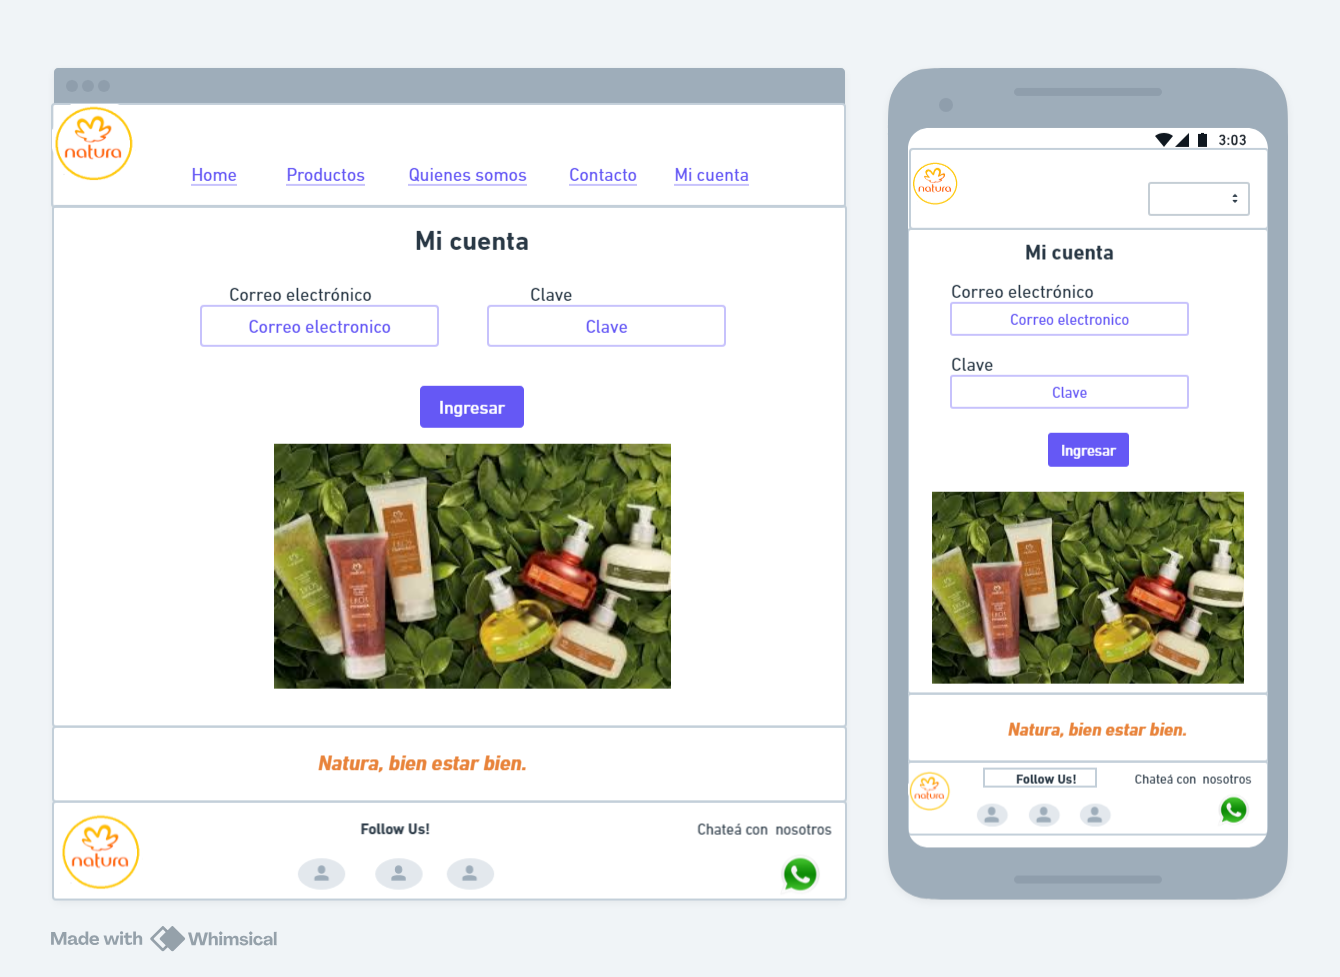 natura
Home
Productos
Quienes somos
Contacto
Mi cuenta
Mi cuenta
Correo electrónico
Clave
Correo electronico
Clave
Ingresar
EKOS
Natura, bien estar bien.
natura
Follow Us!
Chateá con nosotros
3:03
natura
Mi cuenta
Correo electrónico
Correo electronico
Clave
Clave
Ingresar
Natura, bien estar bien.
natura
Follow Us!
Chateá con nosotros
Made with Whimsical